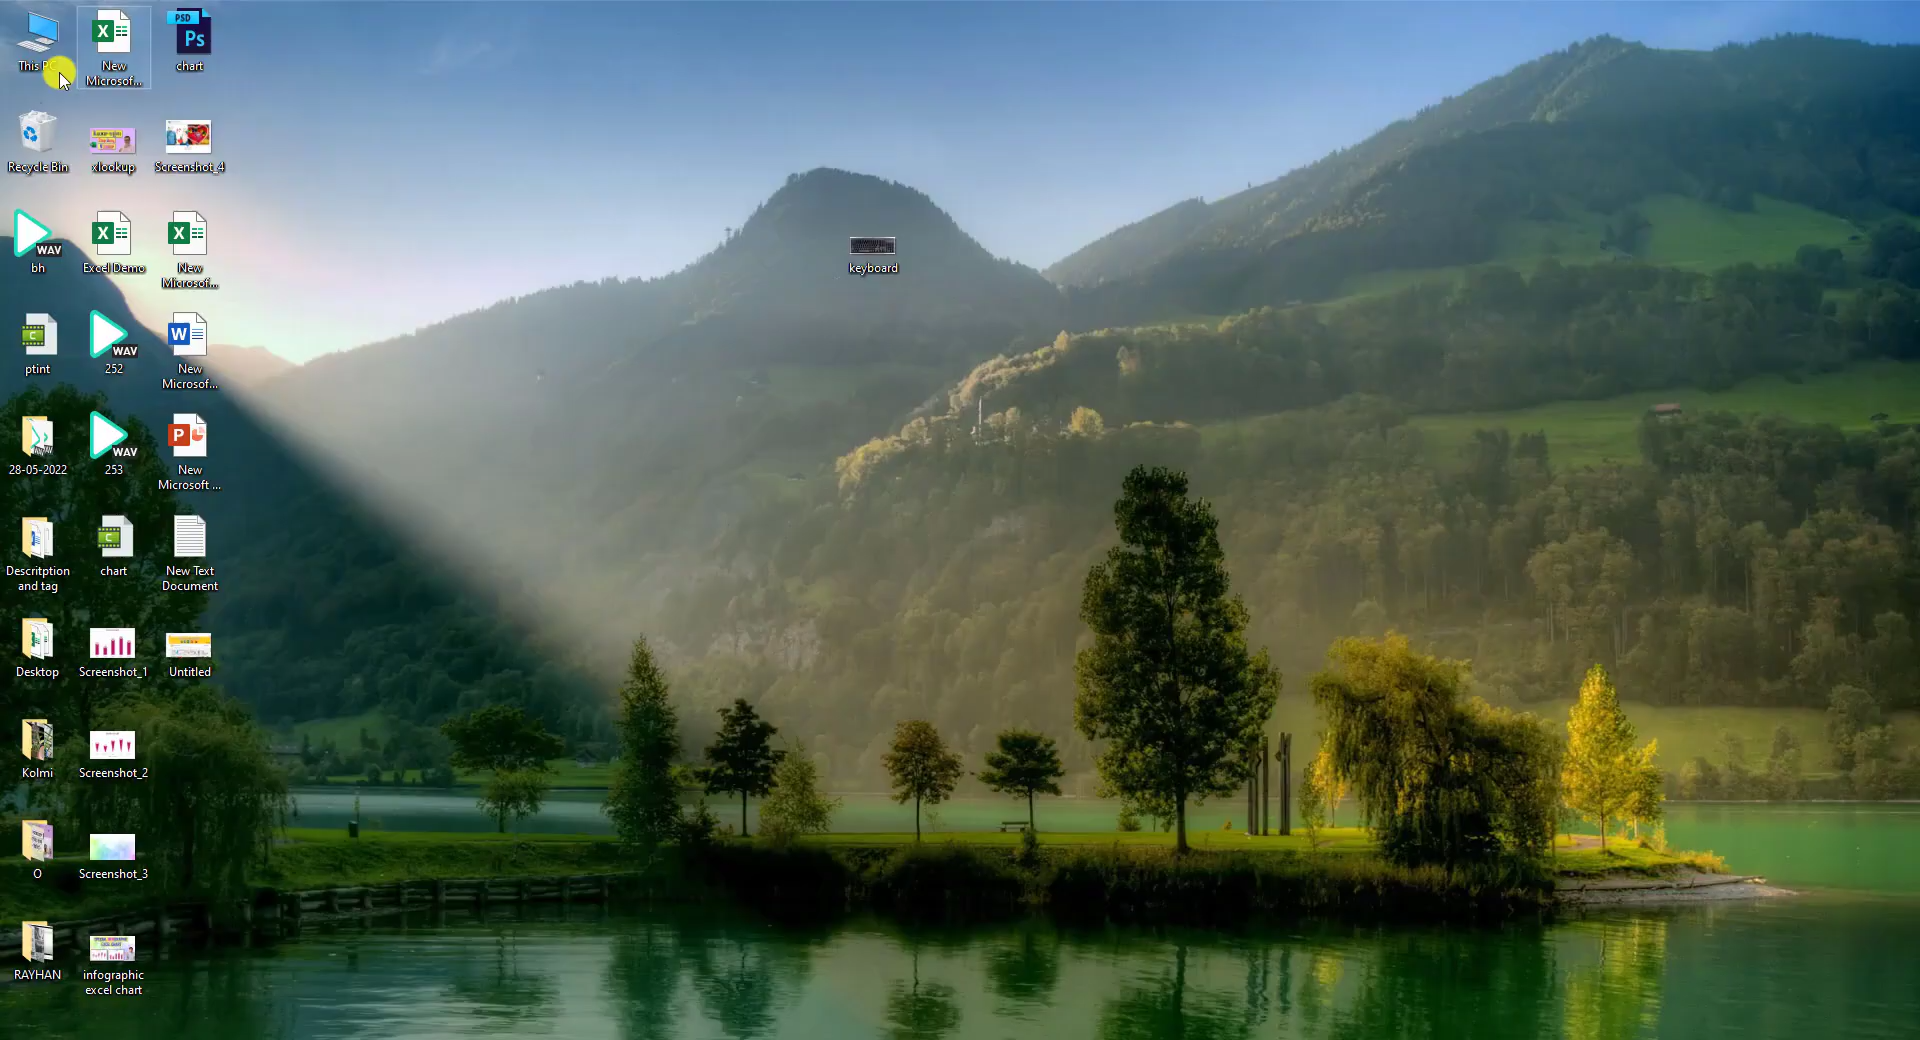 This PC
New
Microsof...
PSD
Ps
chart
Recycle Bin
xlookup
Screenshot_4
WAV
bh
Excel Demo
New
Microsof...
keyboard
C
ptint
WAV
252
W
New
Microsof...
28-05-2022
WAV
253
P
New
Microsoft ...
Descritption
and tag
C
chart
New Text
Document
Desktop
Screenshot_1
Untitled
Kolmi
Screenshot_2
O
Screenshot_3
RAYHAN
infographic
excel chart